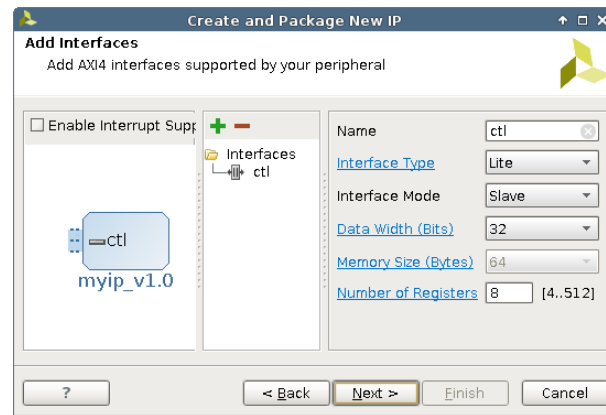 Create and Package New IP
Add Interfaces
Add AXI4 interfaces supported by your peripheral
Enable Interrupt Supp
Interfaces
ctl
ctl
myip_v1.0
Name ctl
Interface Type Lite
Interface Mode Slave
Data Width (Bits) 32
Memory Size (Bytes) 64
Number of Registers 8 [4..512]
? < Back Next > Finish Cancel